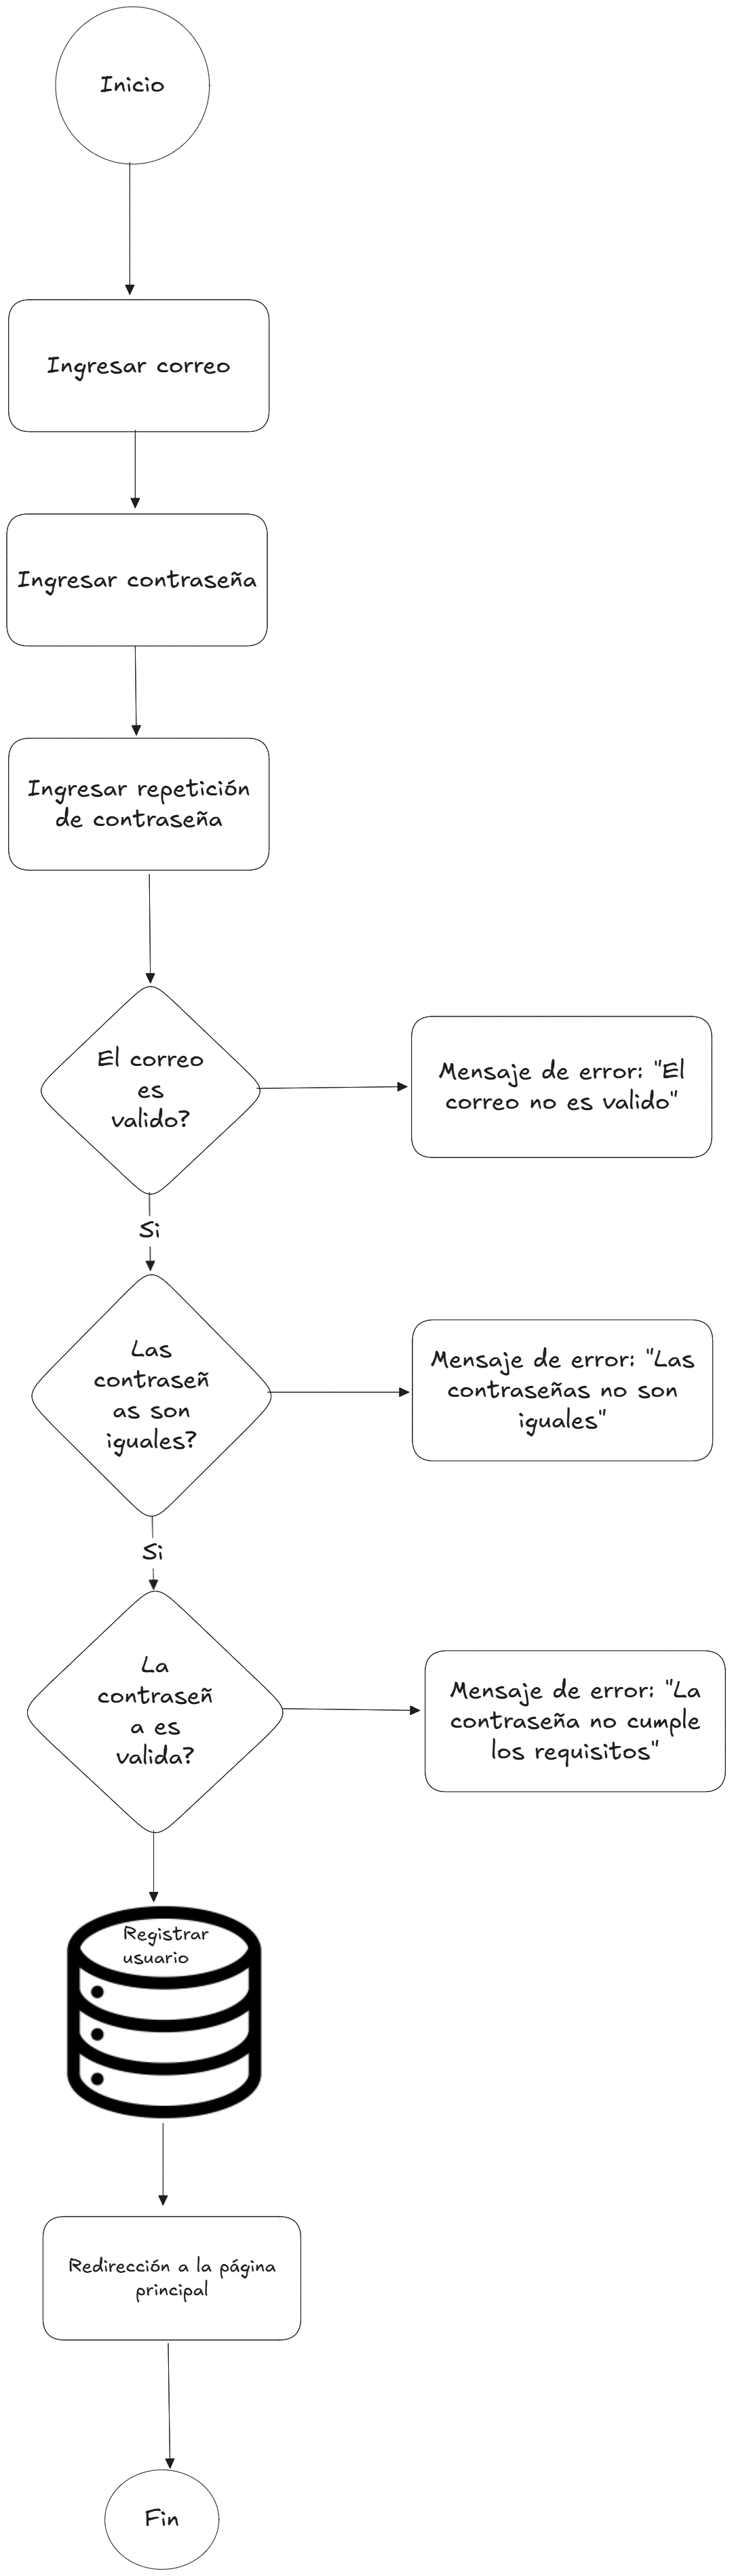 Inicio
Ingresar correo
Ingresar contraseña
Ingresar repetición
de contraseña
El correo
es
valido?
Mensaje de error: "El
correo no es valido"
Si
Las
contraseñ
as son
iguales?
Mensaje de error: "Las
contraseñas no son
iguales"
Si
La
contraseñ
a es
valida?
Mensaje de error: "La
contraseña no cumple
los requisitos"
Registrar
usuario
Redirección a la página
principal
Fin